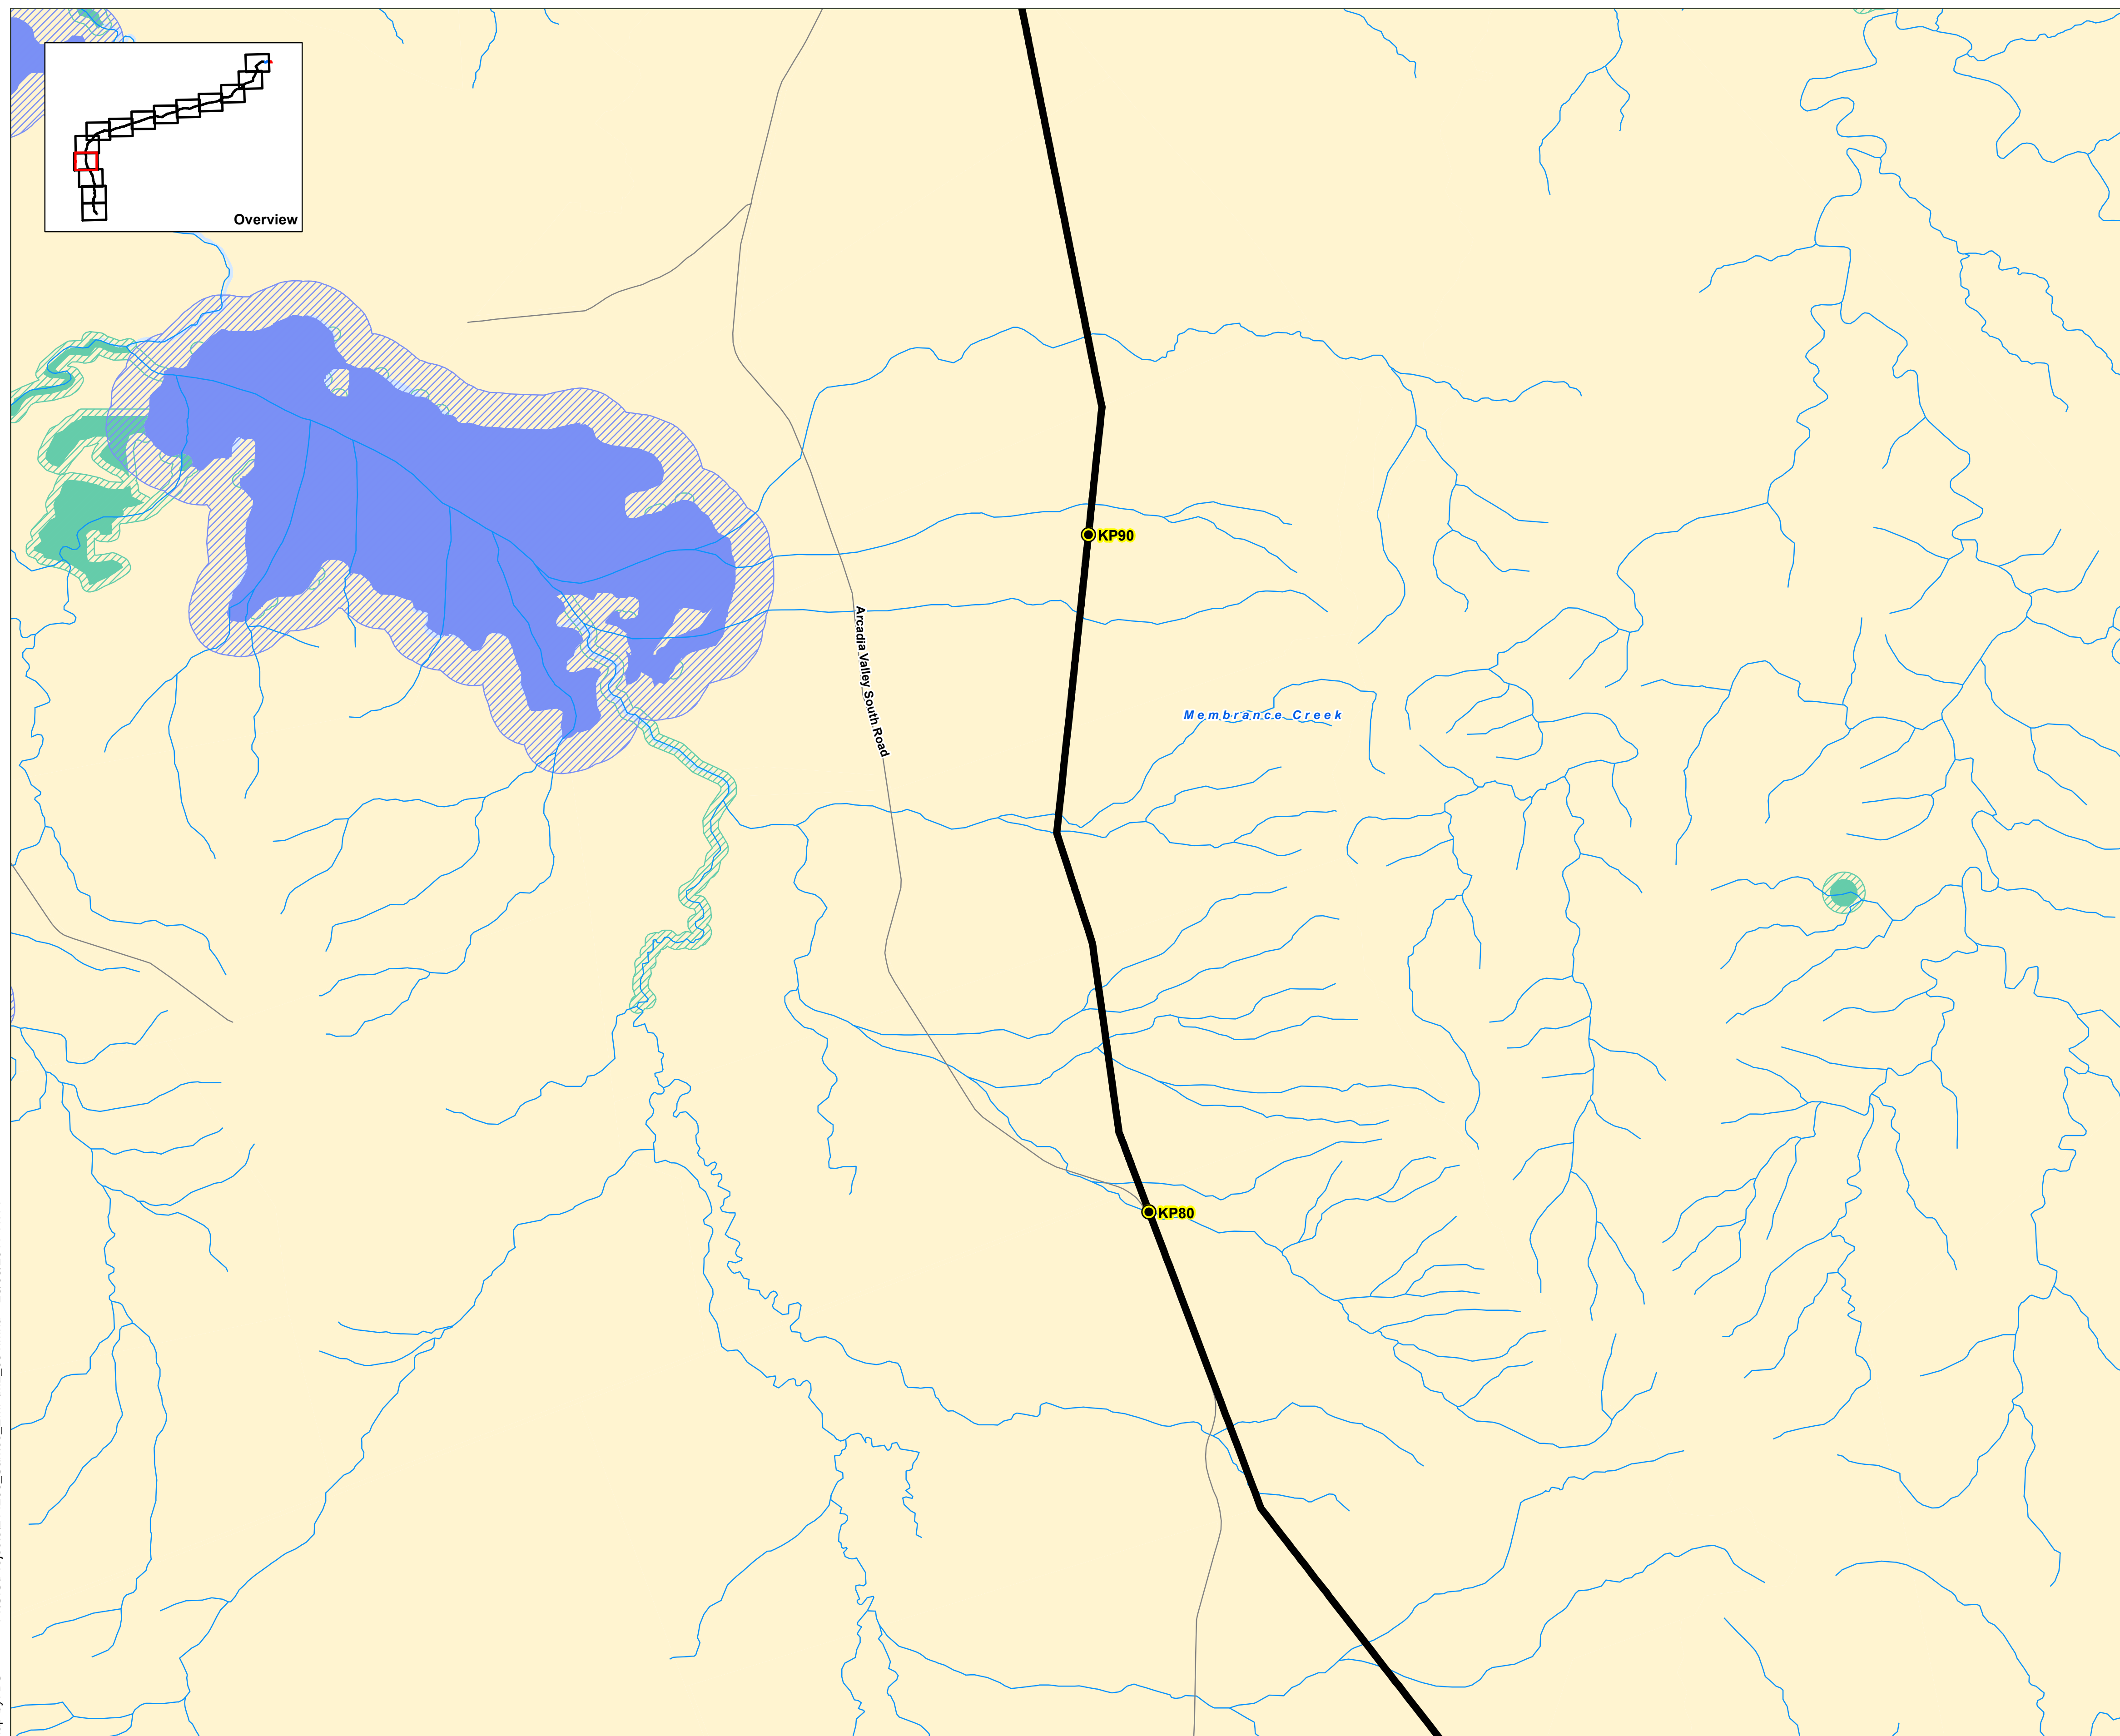 Overview
KP90
Arcadia Valley South Road
Membrance Creek
KP80